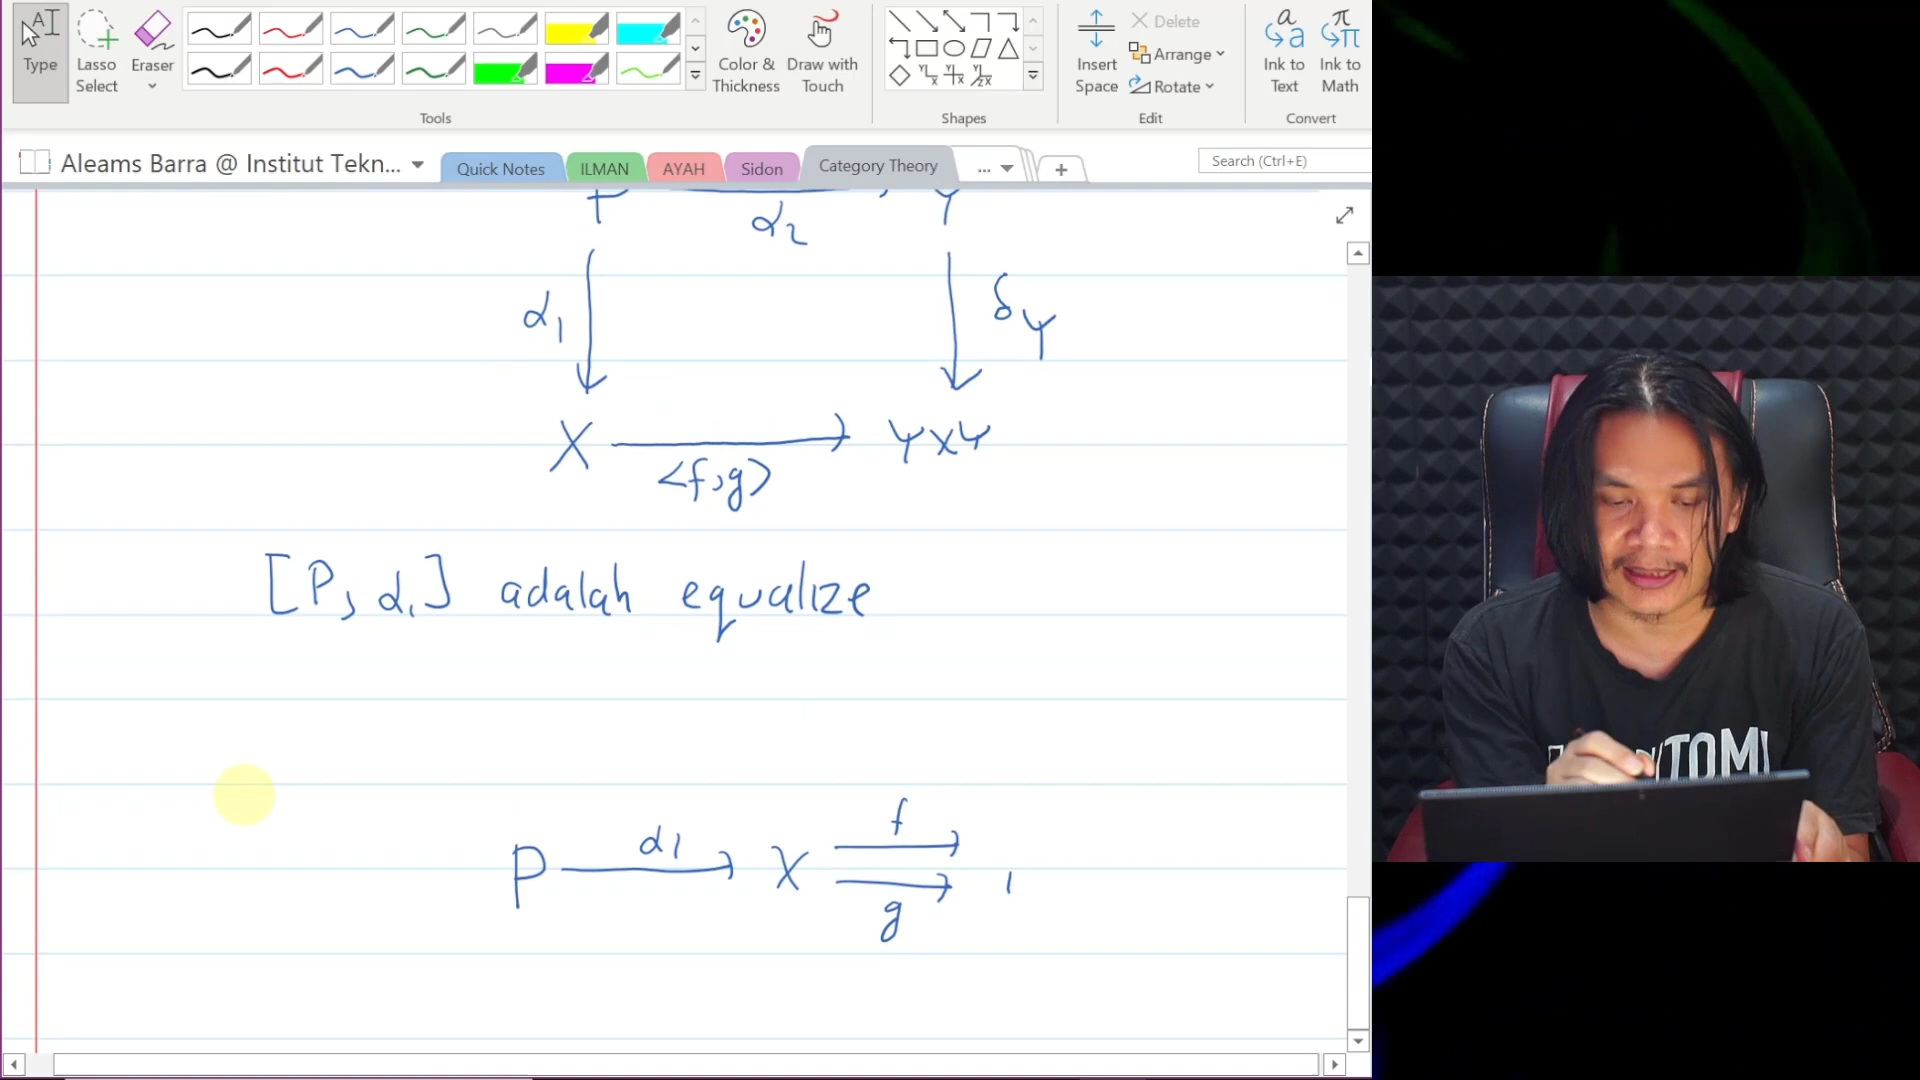 Type
Lasso Select
Eraser
Color & Thickness
Draw with Touch
Insert Space
Delete
Arrange
Rotate
Ink to Text
Ink to Math
Tools
Shapes
Edit
Convert
Aleams Barra @ Institut Tekn...
Quick Notes
ILMAN
AYAH
Sidon
Category Theory
...
Search (Ctrl+E)
P Y
α₂
α₁ δ_Y
X Y×Y
<f,g>
[P, α₁] adalah equalize
f
α₁
P X
g